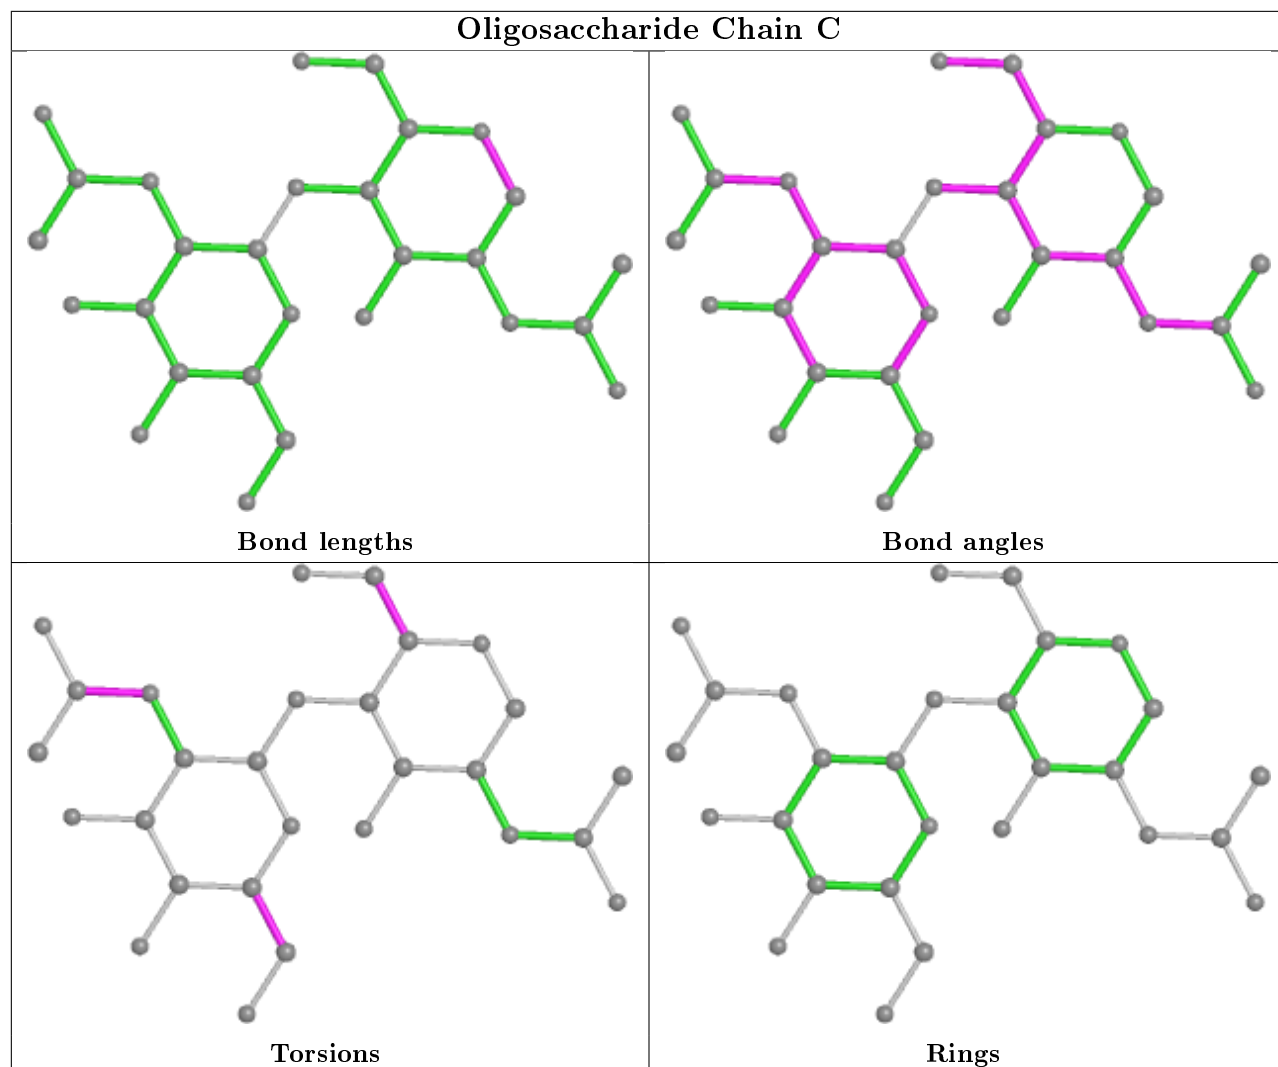 Oligosaccharide Chain C
Bond lengths
Bond angles
Torsions
Rings